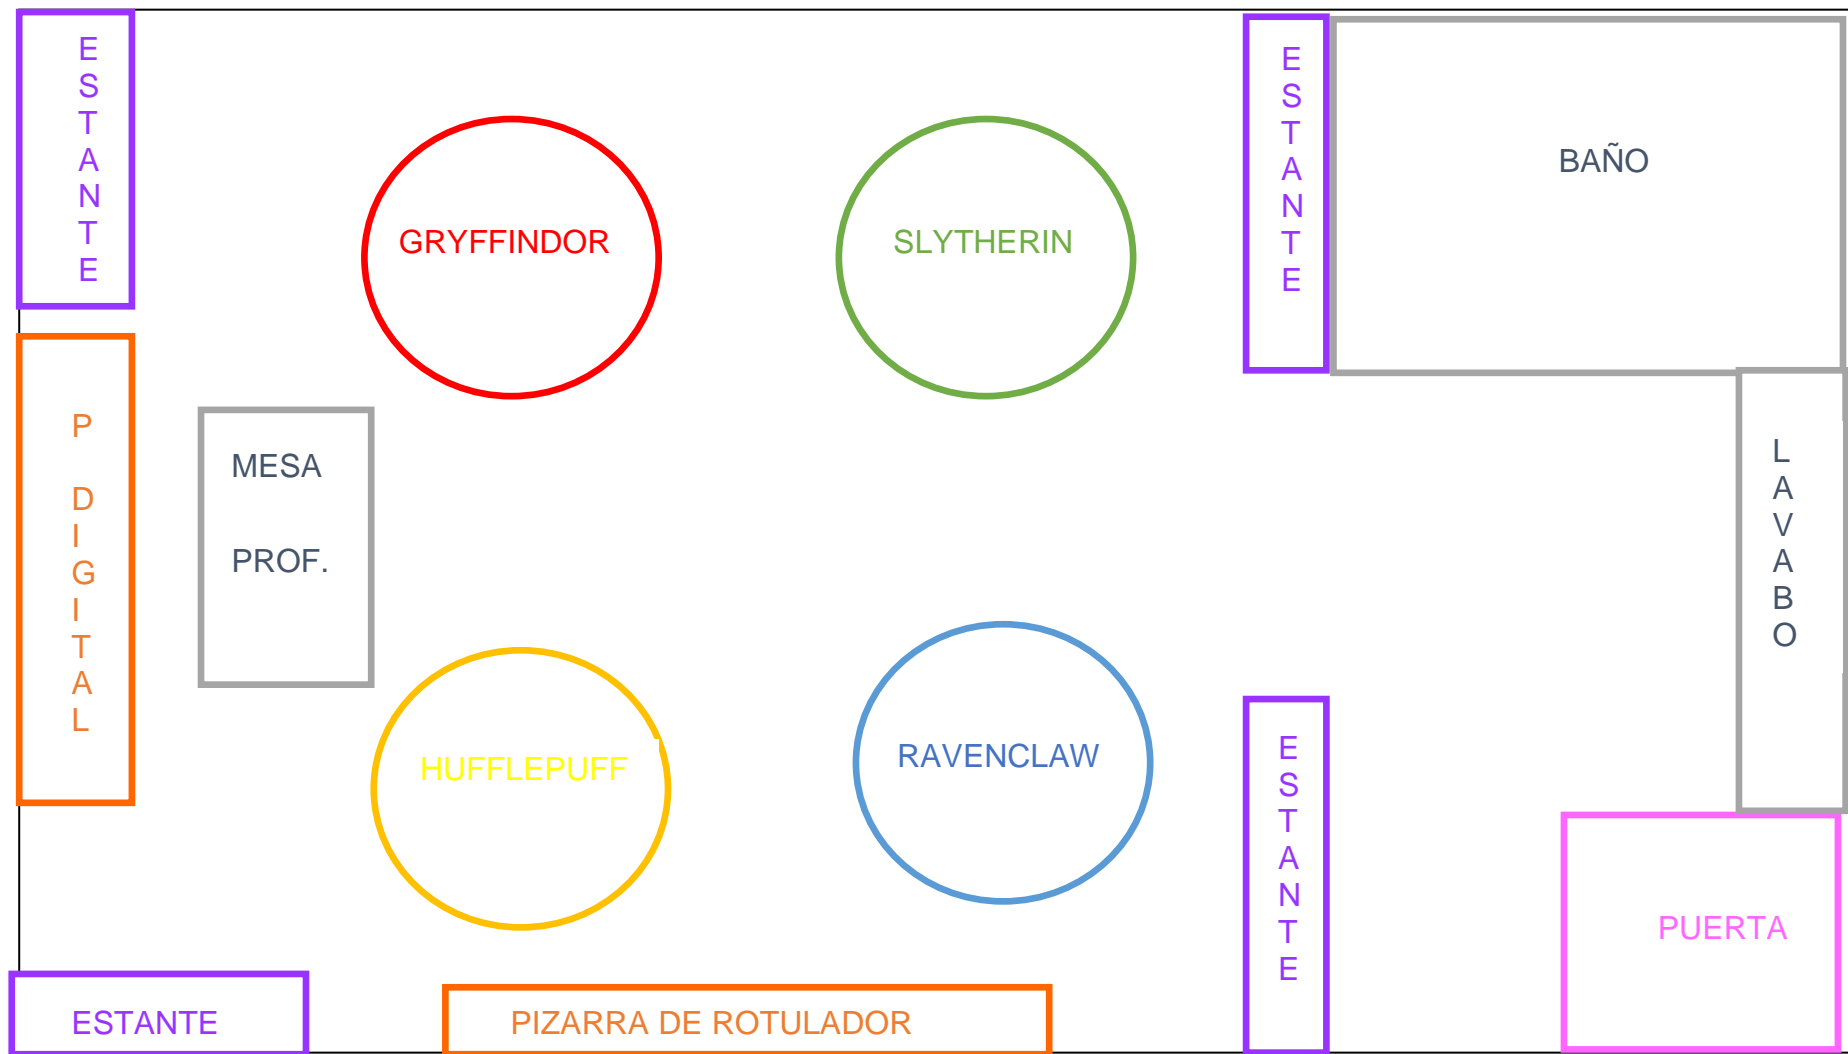 ESTANTE
ESTANTE
BAÑO
GRYFFINDOR
SLYTHERIN
P DIGITAL
MESA
PROF.
LAVABO
HUFFLEPUFF
RAVENCLAW
ESTANTE
PUERTA
ESTANTE
PIZARRA DE ROTULADOR